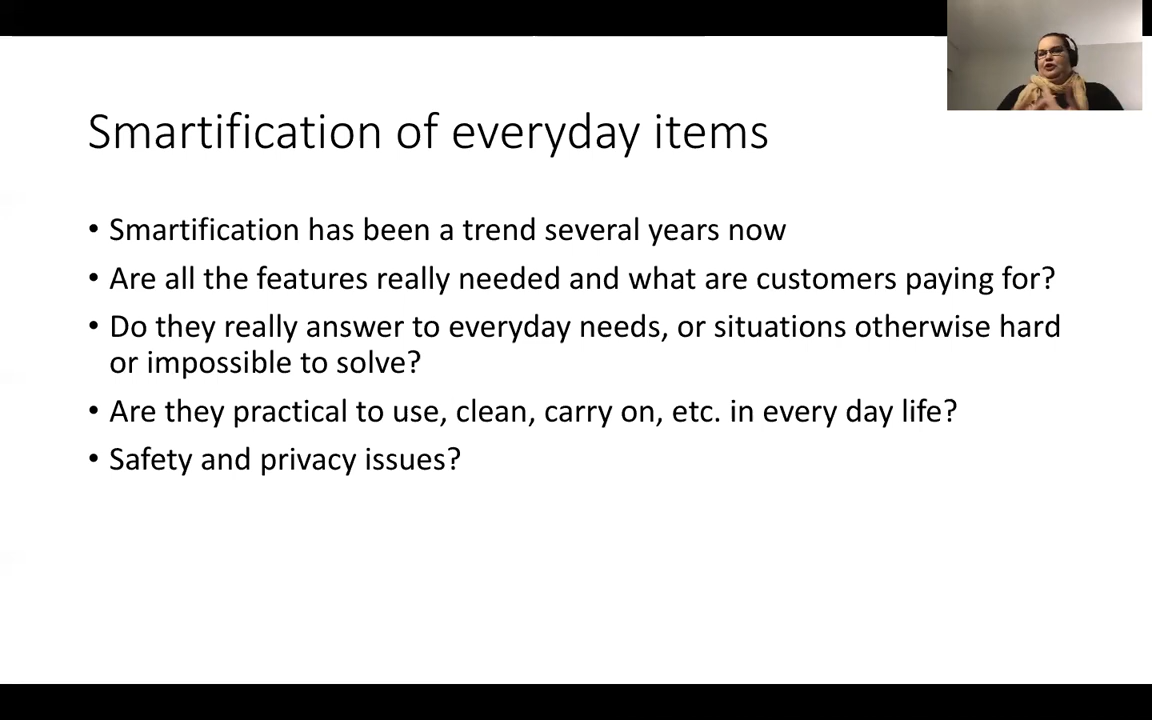 Smartification of everyday items
• Smartification has been a trend several years now
• Are all the features really needed and what are customers paying for?
• Do they really answer to everyday needs, or situations otherwise hard
or impossible to solve?
• Are they practical to use, clean, carry on, etc. in every day life?
• Safety and privacy issues?